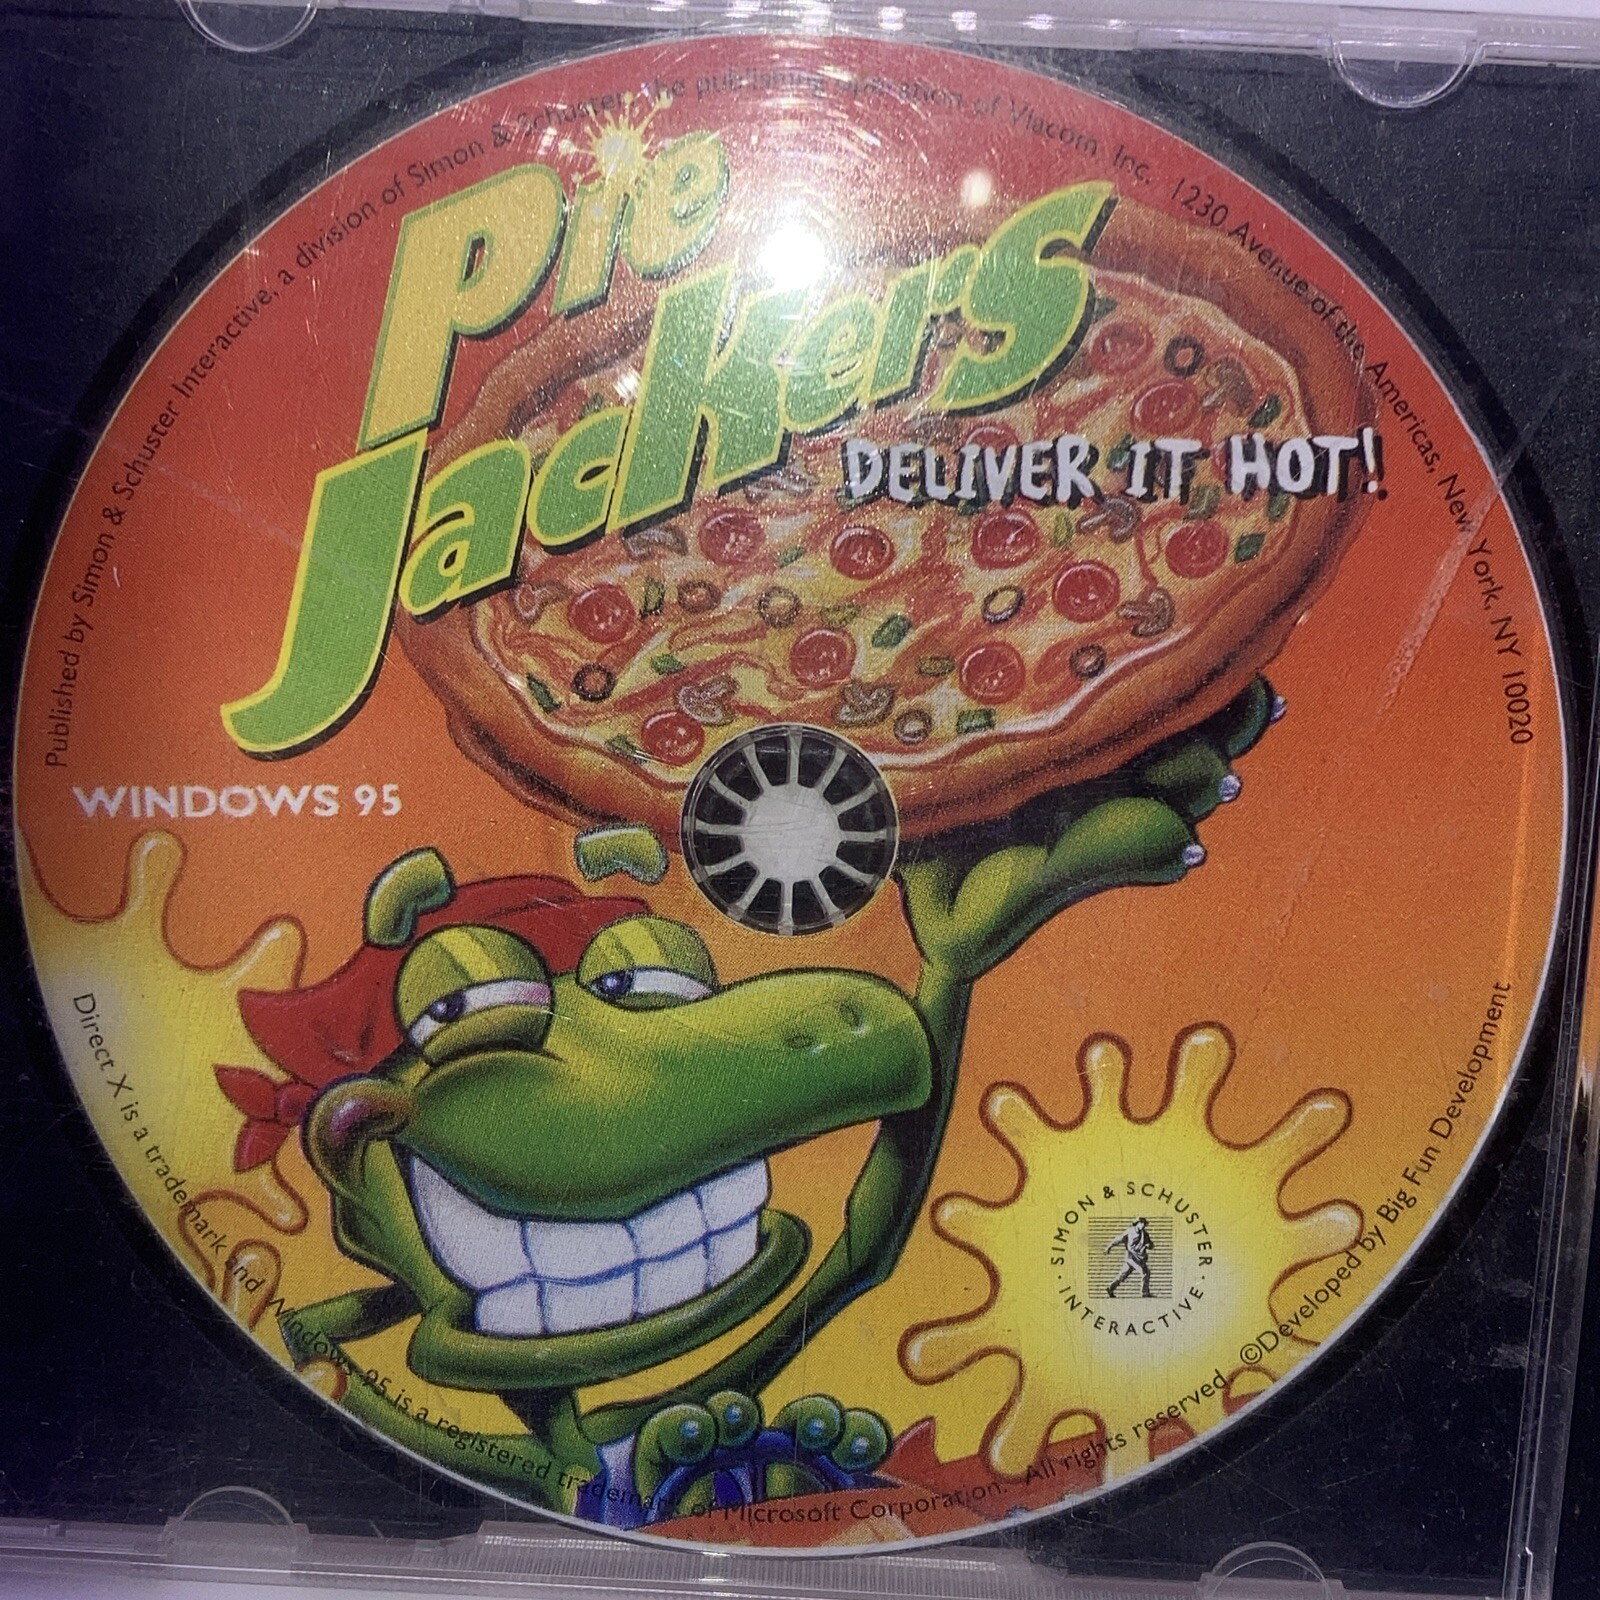 Published by Simon & Schuster Interactive, a division of Simon & Schuster, the publishing operation of Viacom Inc. 1230 Avenue of the Americas, New York, NY 10020
Pie
Jackers
DELIVER IT HOT!
WINDOWS 95
SIMON & SCHUSTER
· INTERACTIVE ·
Direct X is a trademark and Windows 95 is a registered trademark of Microsoft Corporation. All rights reserved ©Developed by Big Fun Development